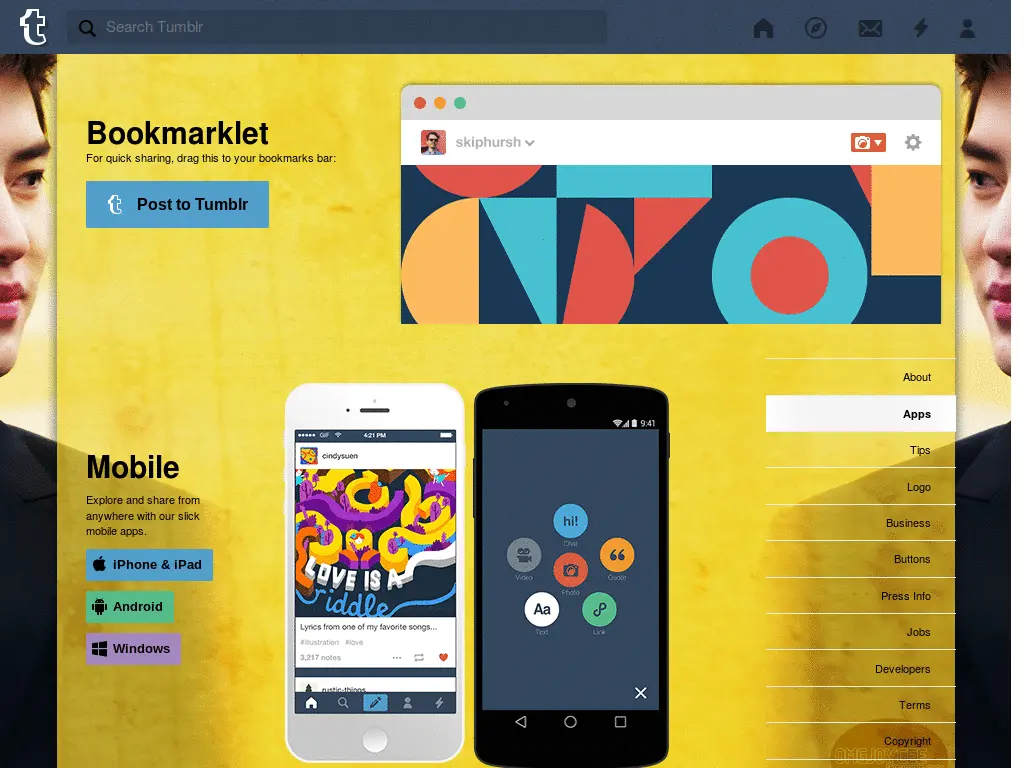 t
Search Tumblr
Bookmarklet
For quick sharing, drag this to your bookmarks bar:
t Post to Tumblr
skiphursh
Mobile
Explore and share from
anywhere with our slick
mobile apps.
iPhone & iPad
Android
Windows
GIF 4:21 PM
cindysuen
LOVE IS A
riddle
Lyrics from one of my favorite songs...
#illustration #love
3,217 notes
rustic-things
9:41
hi!
Chat
Video
Photo
Quote
Aa
Text
Link
About
Apps
Tips
Logo
Business
Buttons
Press Info
Jobs
Developers
Terms
Copyright